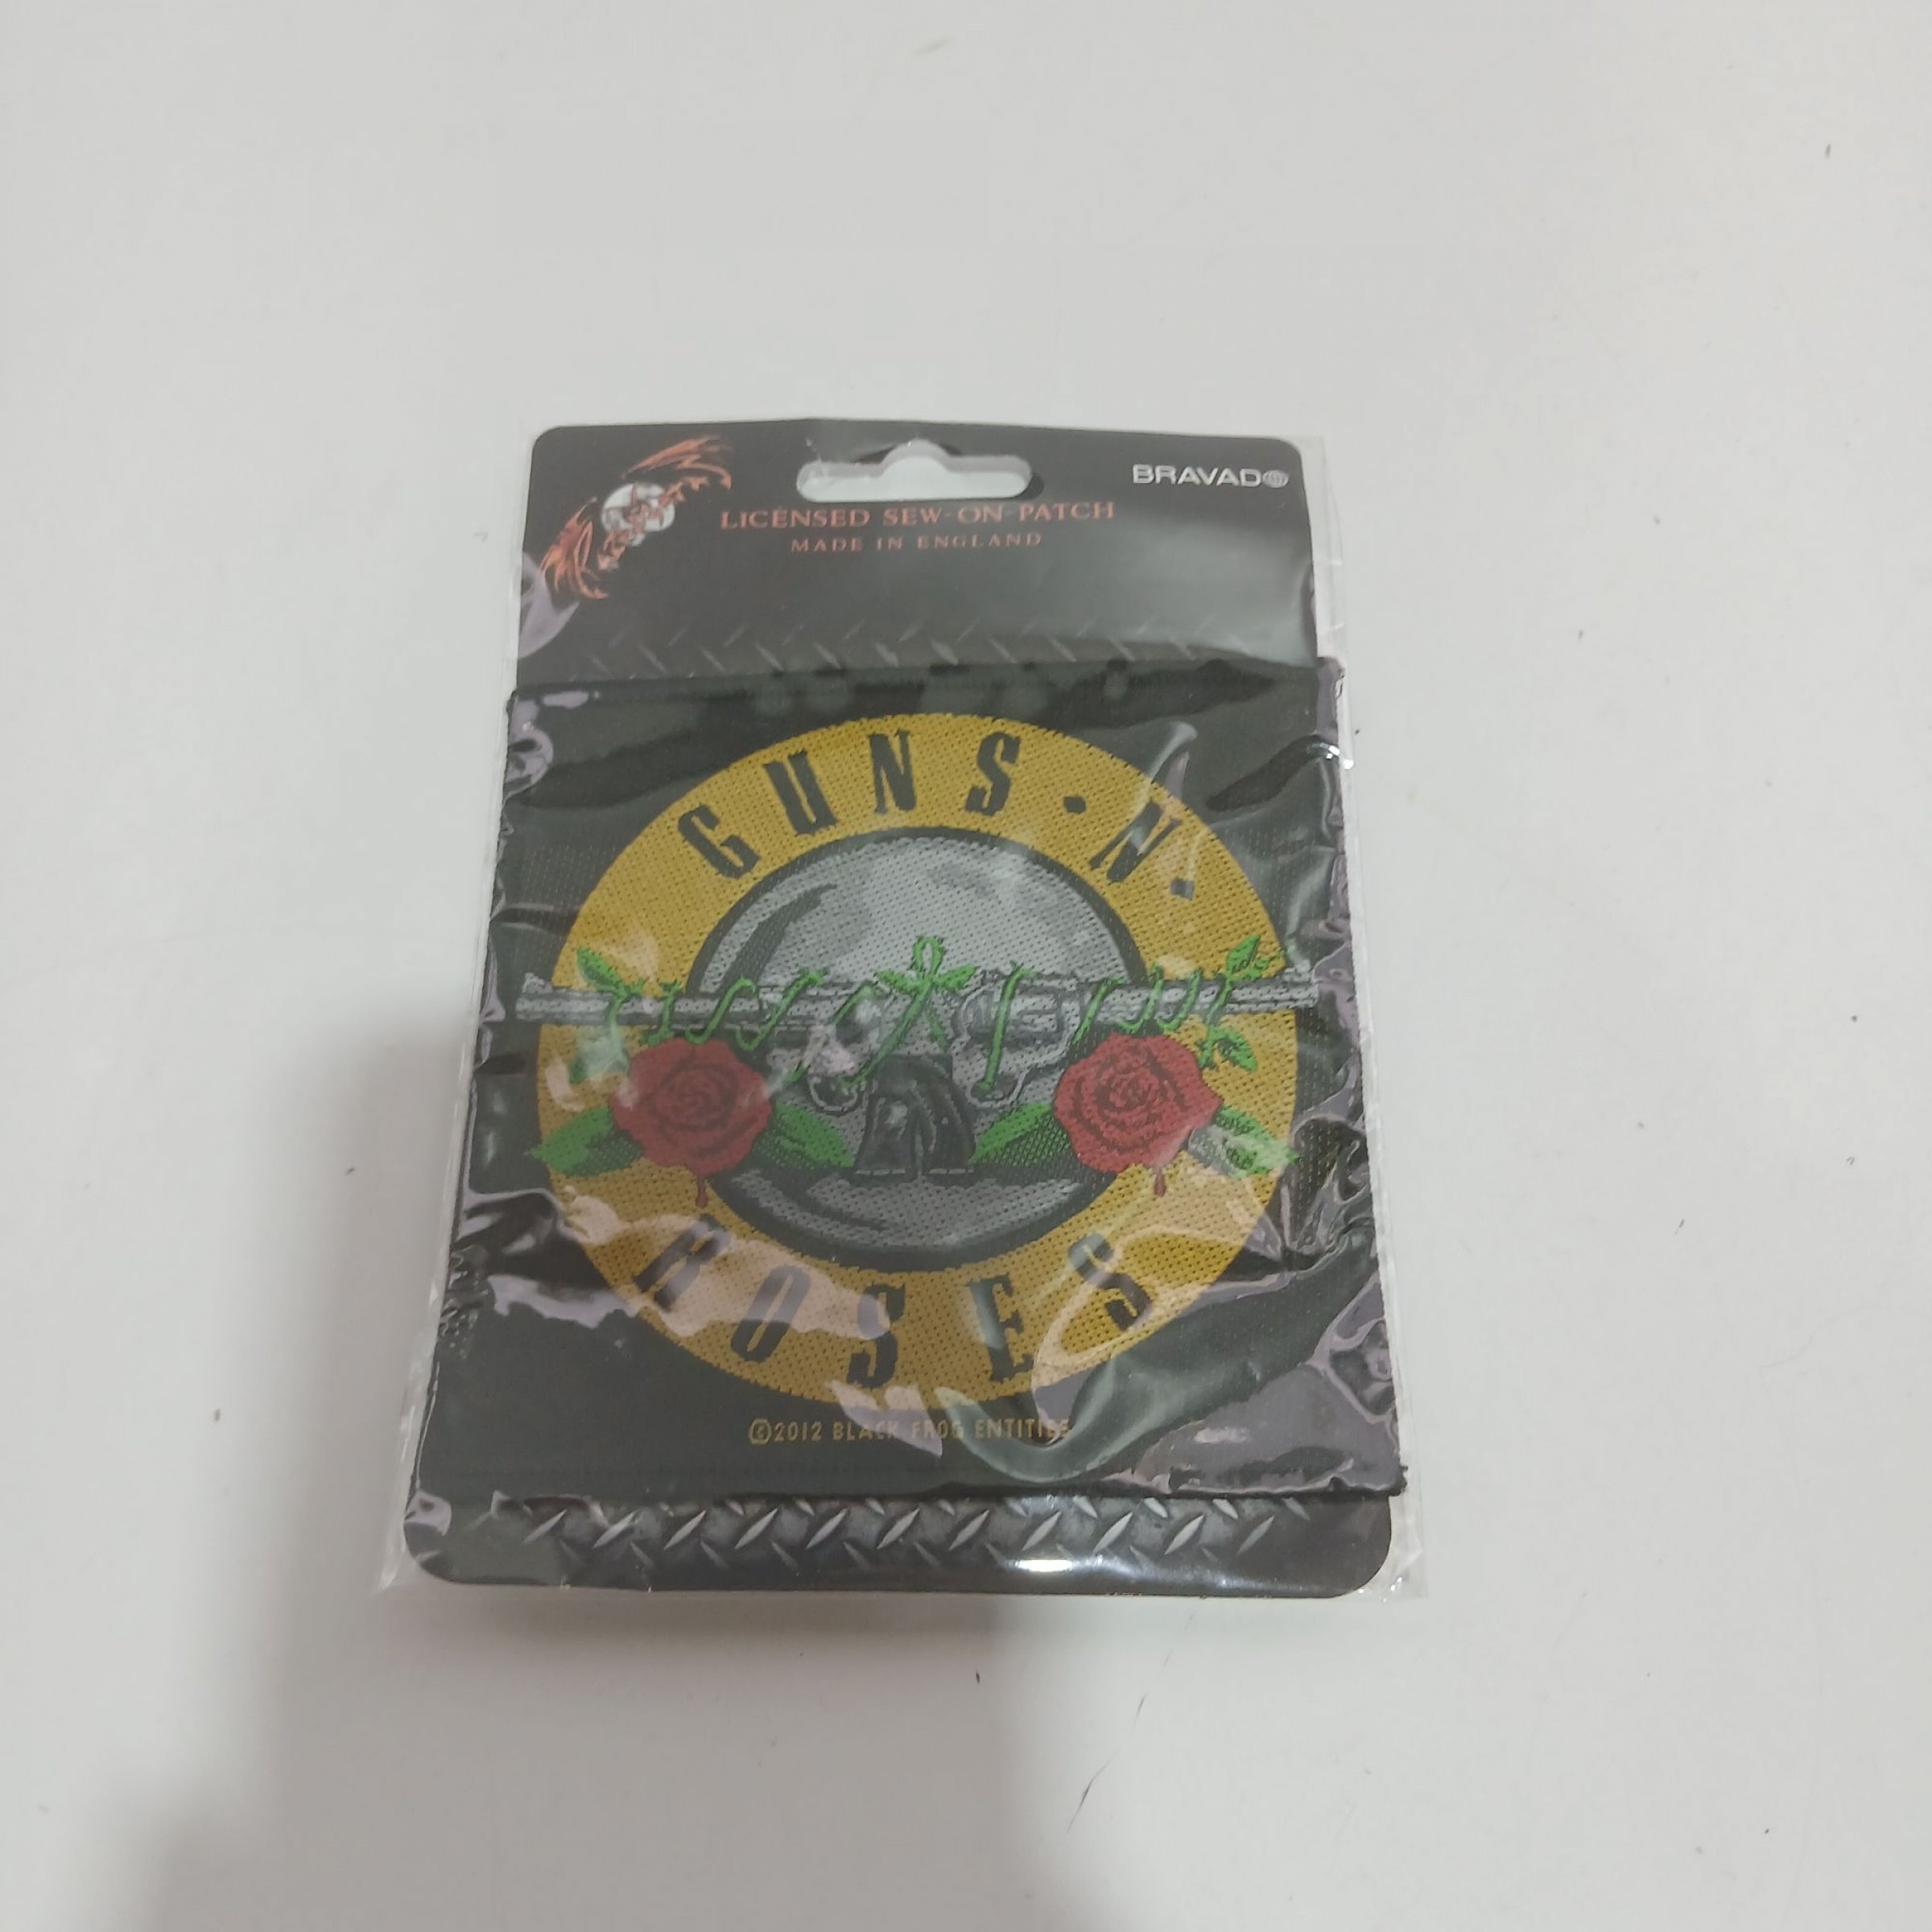 BRAVADO
LICENSED SEW-ON-PATCH
MADE IN ENGLAND
GUNS·N·
ROSES
©2012 BLACK FROG ENTITIES